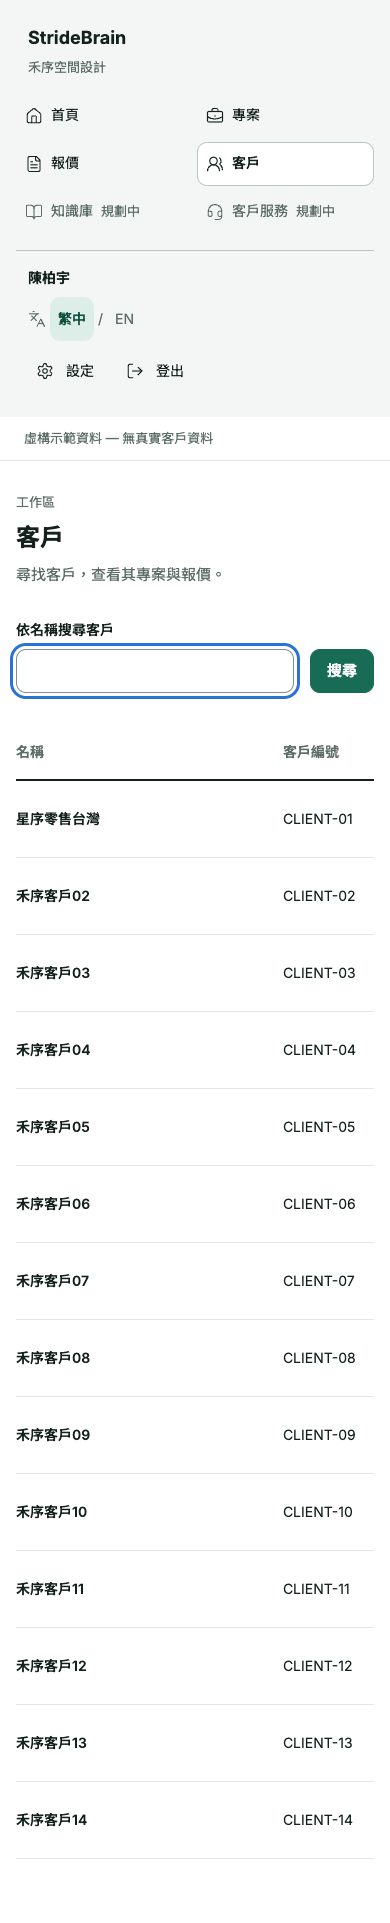 StrideBrain
禾序空間設計
首頁
專案
報價
客戶
知識庫 規劃中
客戶服務 規劃中
陳柏宇
繁中 / EN
設定
登出
虛構示範資料 — 無真實客戶資料
工作區
客戶
尋找客戶，查看其專案與報價。
依名稱搜尋客戶
搜尋
名稱 客戶編號
星序零售台灣 CLIENT-01
禾序客戶02 CLIENT-02
禾序客戶03 CLIENT-03
禾序客戶04 CLIENT-04
禾序客戶05 CLIENT-05
禾序客戶06 CLIENT-06
禾序客戶07 CLIENT-07
禾序客戶08 CLIENT-08
禾序客戶09 CLIENT-09
禾序客戶10 CLIENT-10
禾序客戶11 CLIENT-11
禾序客戶12 CLIENT-12
禾序客戶13 CLIENT-13
禾序客戶14 CLIENT-14